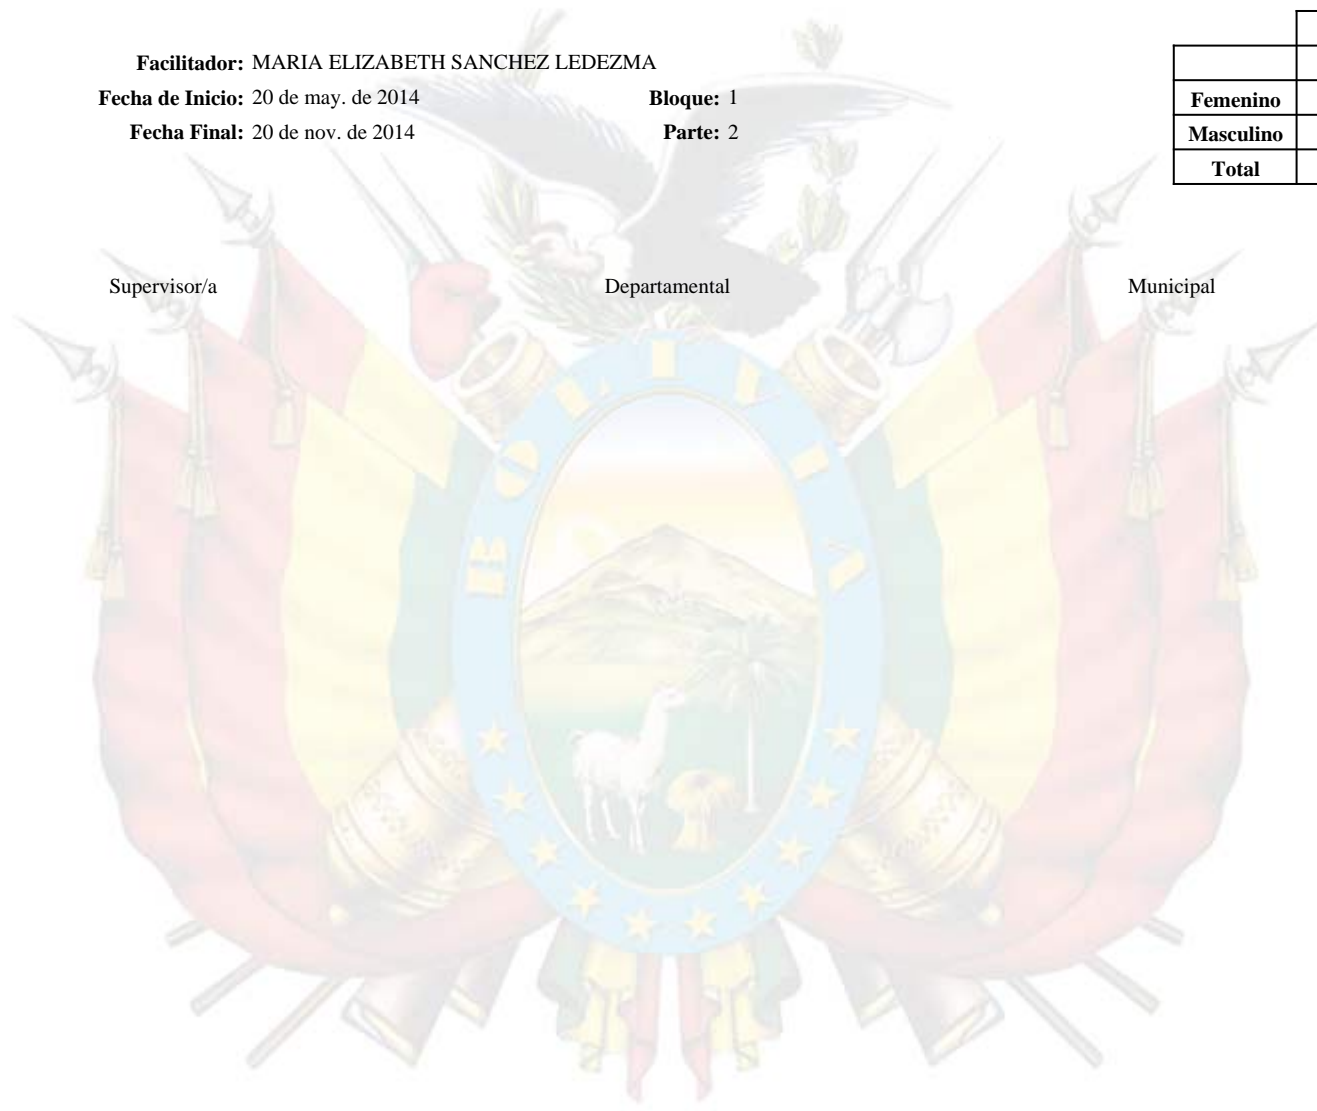 Facilitador: MARIA ELIZABETH SANCHEZ LEDEZMA
Fecha de Inicio: 20 de may. de 2014 Bloque: 1
Fecha Final: 20 de nov. de 2014 Parte: 2
Femenino
Masculino
Total
Supervisor/a Departamental Municipal
BOLIVIA